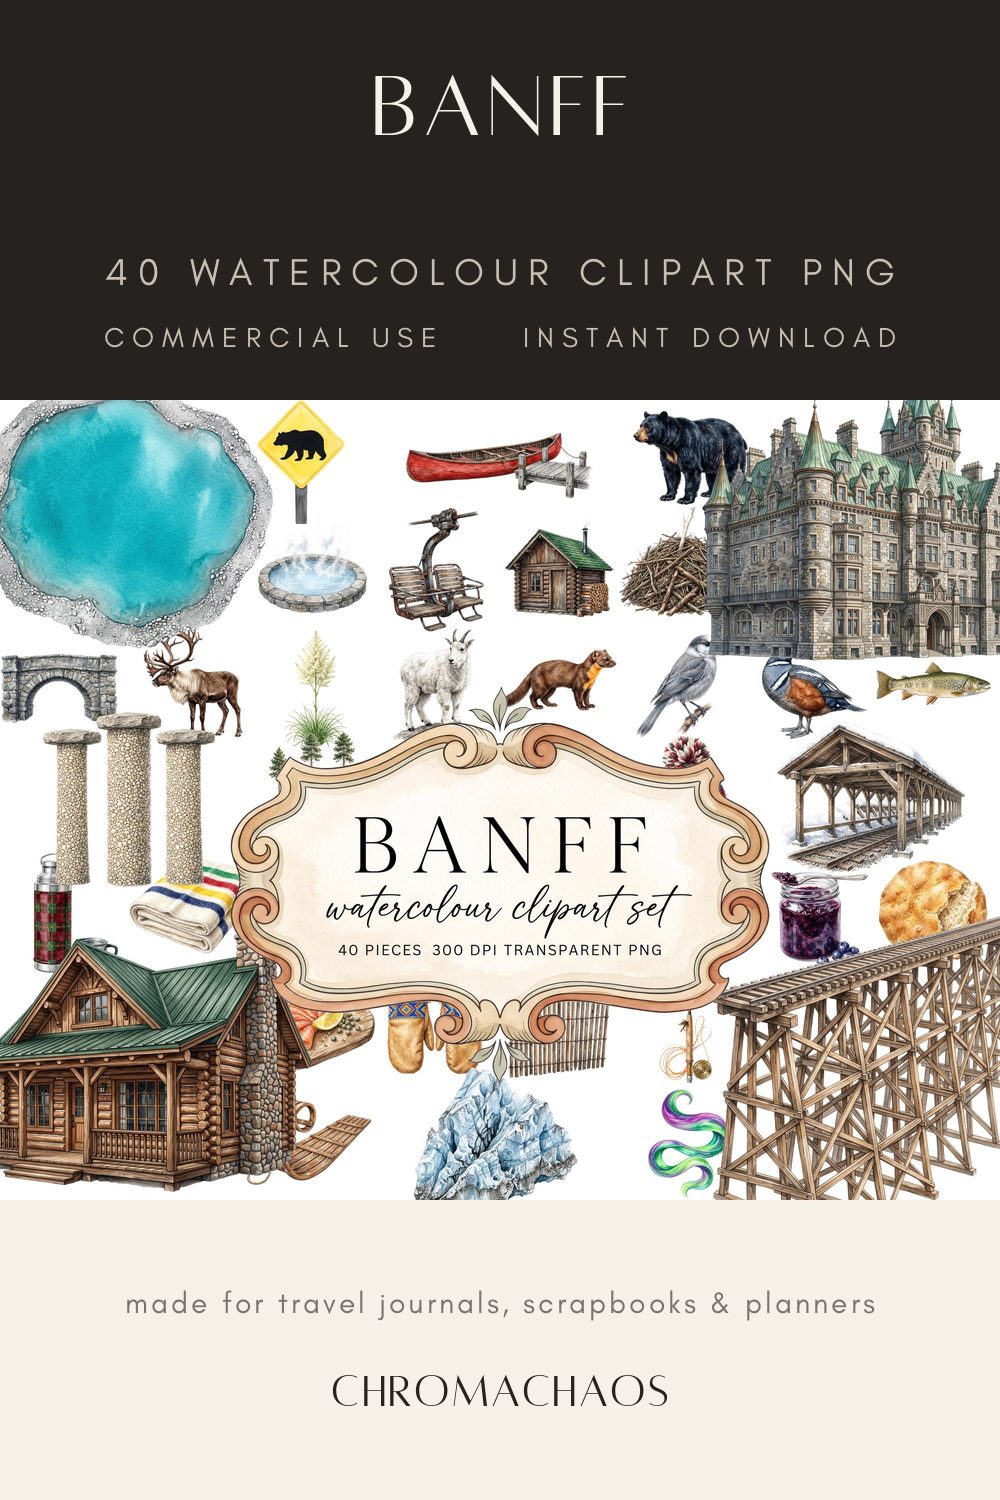 BANFF
40 WATERCOLOUR CLIPART PNG
COMMERCIAL USE INSTANT DOWNLOAD
BANFF
watercolour clipart set
40 PIECES 300 DPI TRANSPARENT PNG
made for travel journals, scrapbooks & planners
CHROMACHAOS